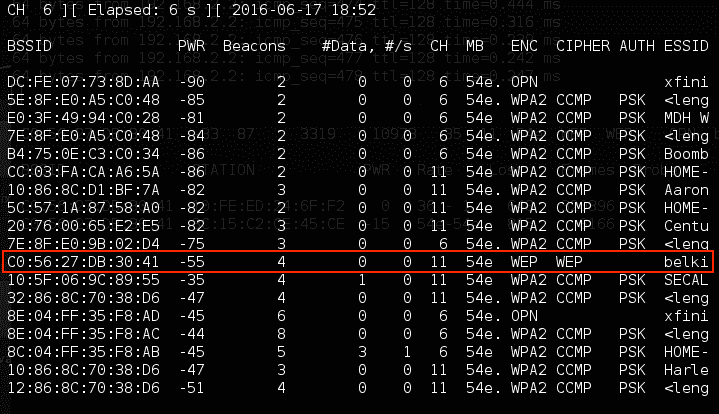 CH  6 ][ Elapsed: 6 s ][ 2016-06-17 18:52
BSSID PWR Beacons #Data, #/s CH MB ENC CIPHER AUTH ESSID
DC:FE:07:73:8D:AA -90 2 0 0 6 54e. OPN xfini
5E:8F:E0:A5:C0:48 -85 2 0 0 6 54e. WPA2 CCMP PSK <leng
E0:3F:49:94:C0:28 -81 2 0 0 6 54e WPA2 CCMP PSK MDH W
7E:8F:E0:A5:C0:48 -84 2 0 0 6 54e. WPA2 CCMP PSK <leng
B4:75:0E:C3:C0:34 -86 2 0 0 6 54e WPA2 CCMP PSK Boomb
CC:03:FA:CA:A6:5A -86 2 0 0 11 54e WPA2 CCMP PSK HOME-
10:86:8C:D1:BF:7A -82 3 0 0 11 54e WPA2 CCMP PSK Aaron
5C:57:1A:87:58:A0 -82 2 0 0 11 54e WPA2 CCMP PSK HOME-
20:76:00:65:E2:E5 -82 3 0 0 11 54e WPA2 CCMP PSK Centu
7E:8F:E0:9B:02:D4 -75 3 0 0 6 54e. WPA2 CCMP PSK <leng
C0:56:27:DB:30:41 -55 4 0 0 11 54e WEP WEP belki
10:5F:06:9C:89:55 -35 4 1 0 11 54e WPA2 CCMP PSK SECAL
32:86:8C:70:38:D6 -47 4 0 0 11 54e WPA2 CCMP PSK <leng
8E:04:FF:35:F8:AD -45 6 0 0 6 54e. OPN xfini
8E:04:FF:35:F8:AC -44 8 0 0 6 54e. WPA2 CCMP PSK <leng
8C:04:FF:35:F8:AB -45 5 3 1 6 54e. WPA2 CCMP PSK HOME-
10:86:8C:70:38:D6 -47 3 0 0 11 54e WPA2 CCMP PSK Harle
12:86:8C:70:38:D6 -51 4 0 0 11 54e WPA2 CCMP PSK <leng